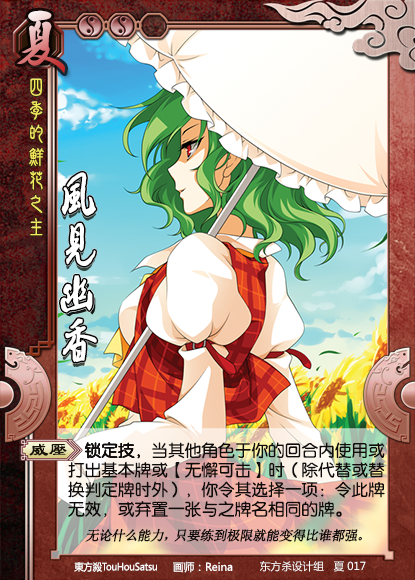 夏
四季的鮮花之主
風見幽香
威壓
锁定技，当其他角色于你的回合内使用或
打出基本牌或【无懈可击】时（除代替或替
换判定牌时外），你令其选择一项：令此牌
无效，或弃置一张与之牌名相同的牌。
无论什么能力，只要练到极限就能变得比谁都强。
東方殺TouHouSatsu 画师：Reina 东方杀设计组 夏 017